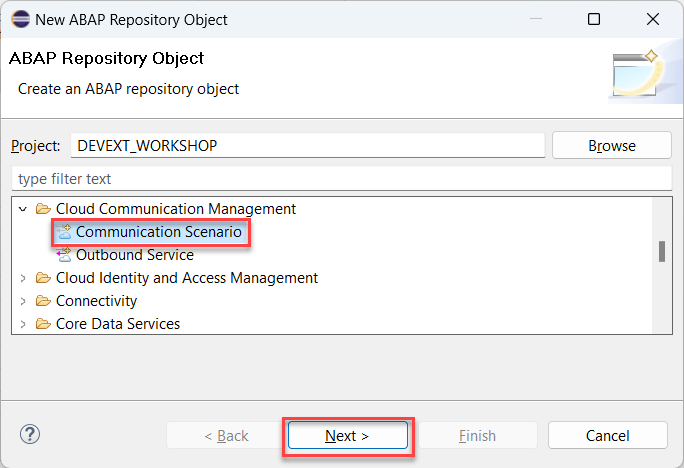 New ABAP Repository Object
ABAP Repository Object
Create an ABAP repository object
Project: DEVEXT_WORKSHOP Browse
type filter text
Cloud Communication Management
Communication Scenario
Outbound Service
Cloud Identity and Access Management
Connectivity
Core Data Services
? < Back Next > Finish Cancel